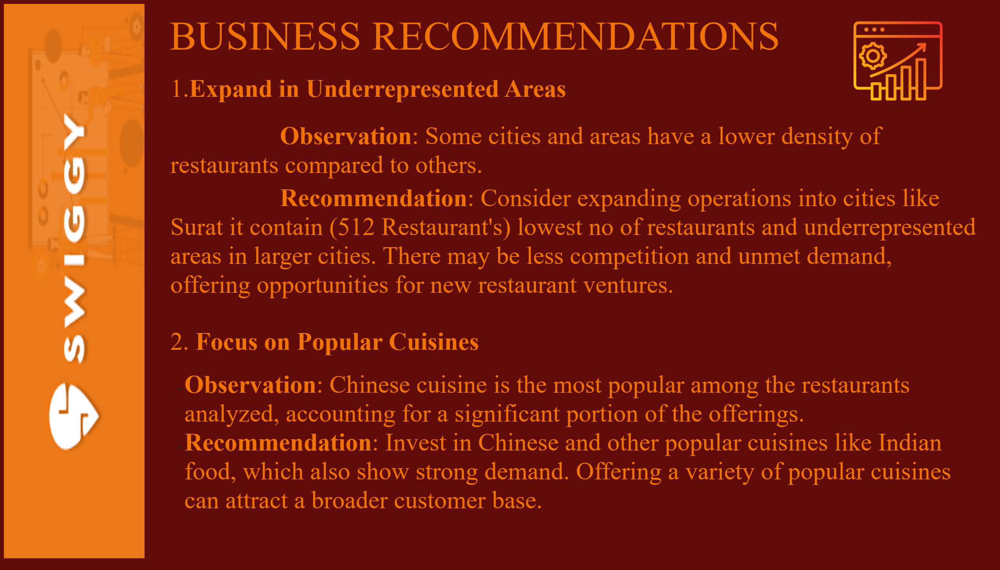 SWIGGY
BUSINESS RECOMMENDATIONS
1.Expand in Underrepresented Areas
Observation: Some cities and areas have a lower density of
restaurants compared to others.
Recommendation: Consider expanding operations into cities like
Surat it contain (512 Restaurant's) lowest no of restaurants and underrepresented
areas in larger cities. There may be less competition and unmet demand,
offering opportunities for new restaurant ventures.
2. Focus on Popular Cuisines
Observation: Chinese cuisine is the most popular among the restaurants
analyzed, accounting for a significant portion of the offerings.
Recommendation: Invest in Chinese and other popular cuisines like Indian
food, which also show strong demand. Offering a variety of popular cuisines
can attract a broader customer base.